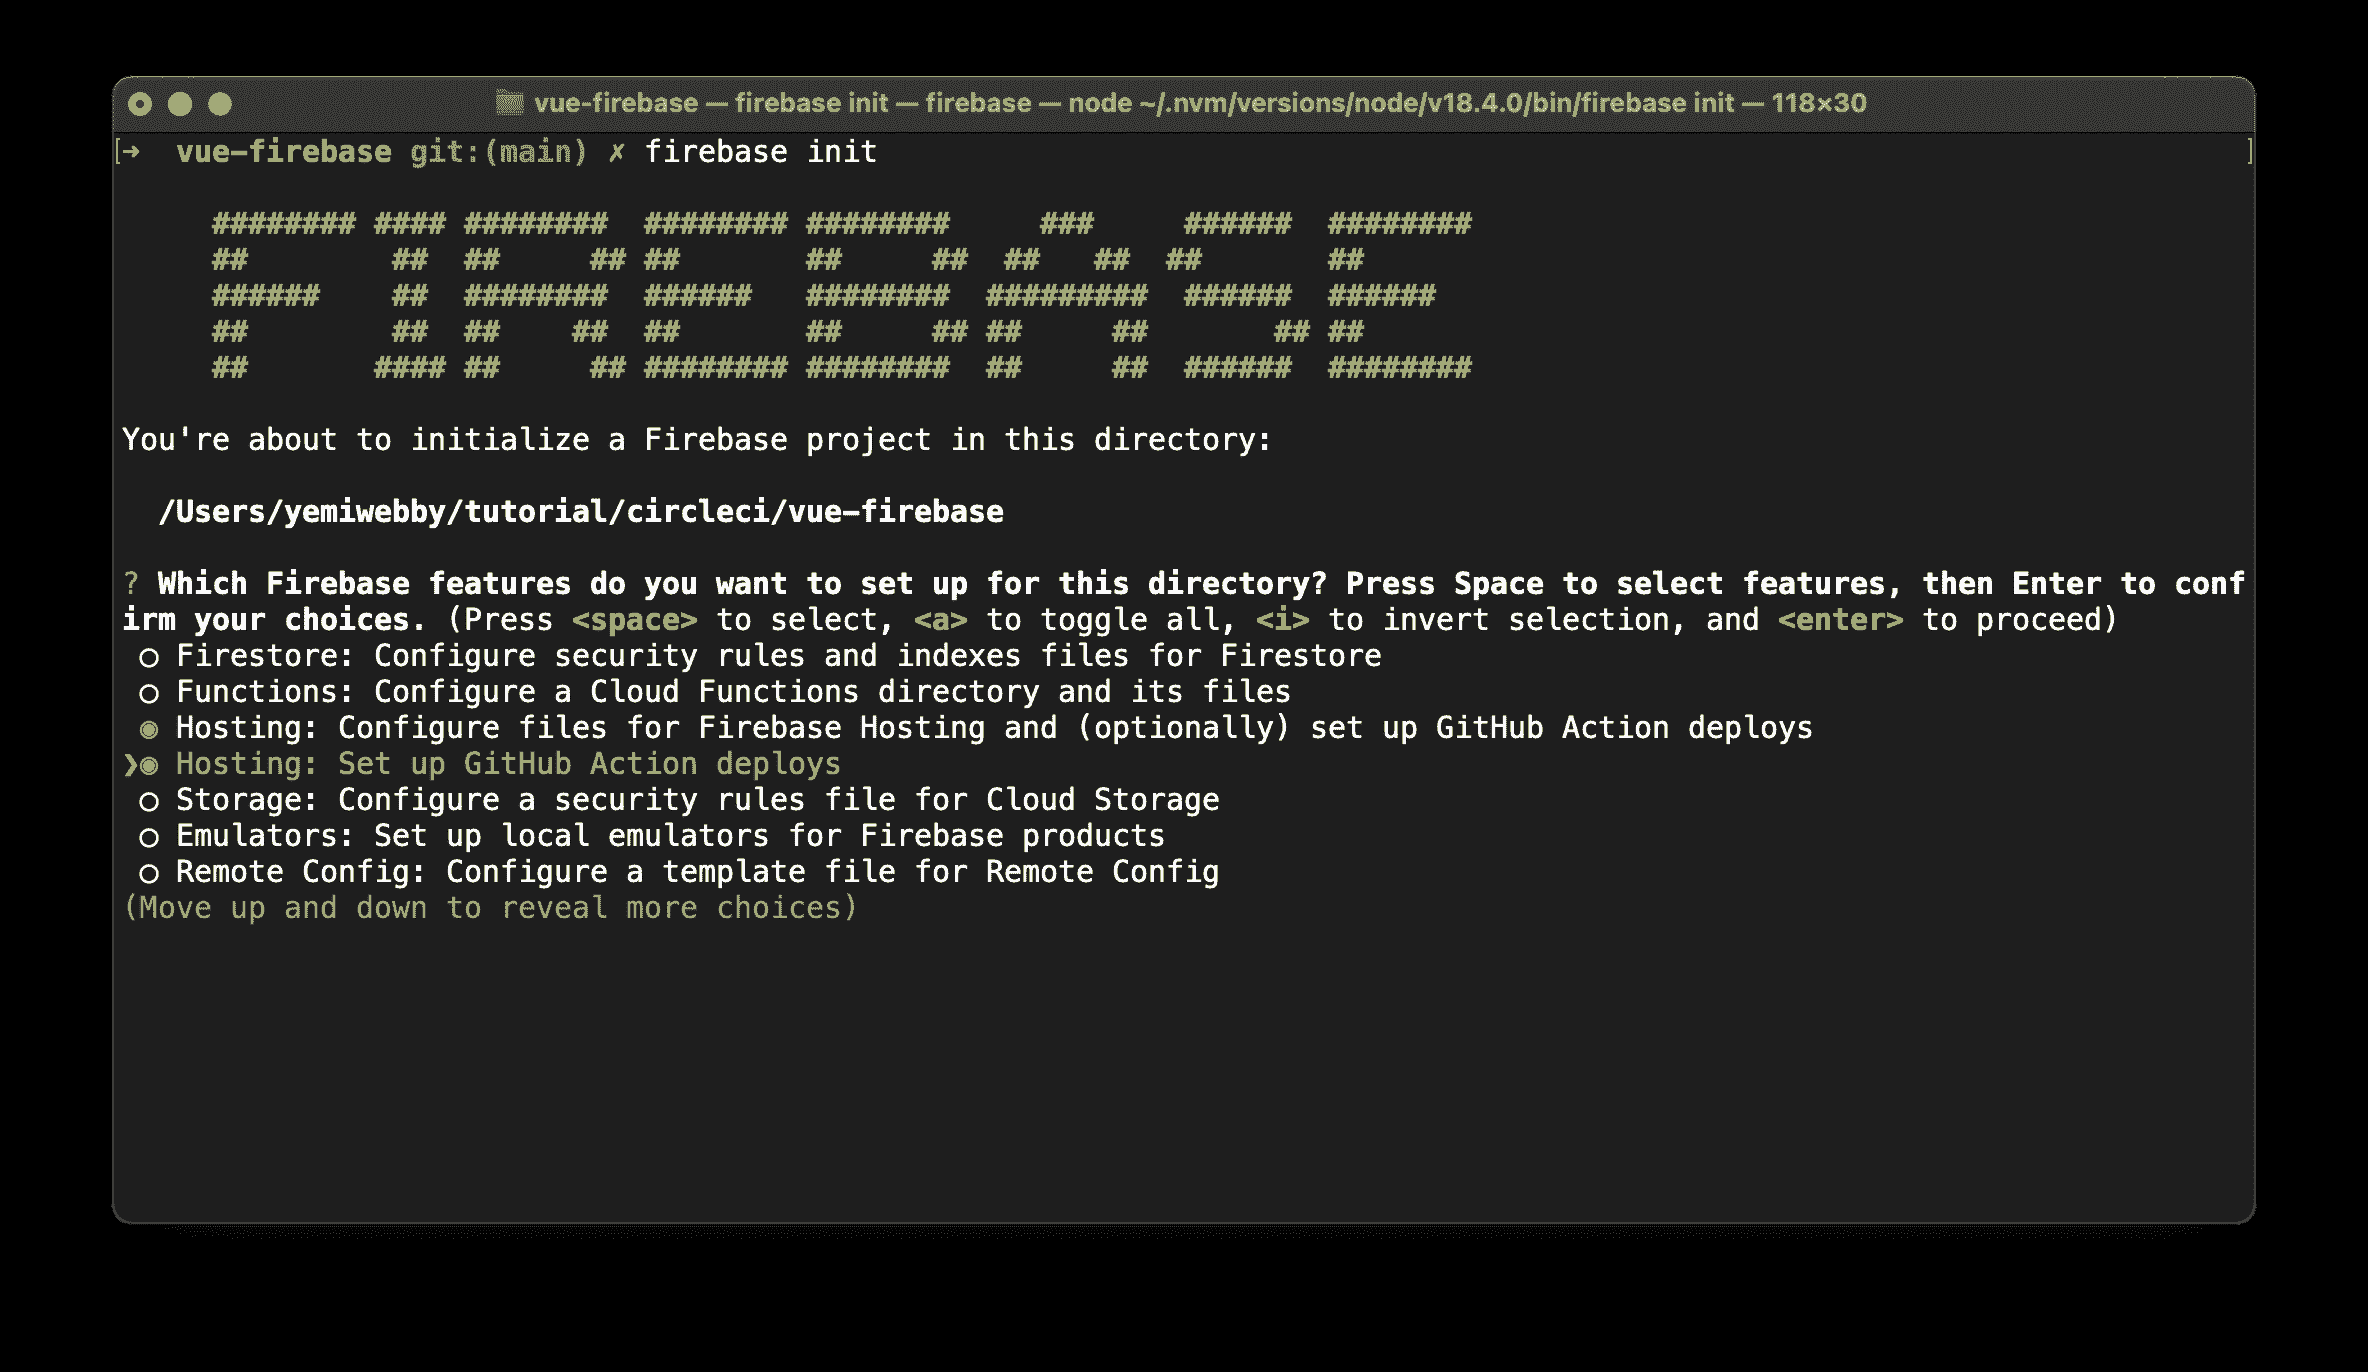 vue-firebase — firebase init — firebase — node ~/.nvm/versions/node/v18.4.0/bin/firebase init — 118×30
[➜  vue-firebase git:(main) ✗ firebase init ]
     ######## #### ########  ######## ########     ###     ######  ########
     ##        ##  ##     ## ##       ##     ##  ##   ##  ##       ##
     ######    ##  ########  ######   ########  #########  ######  ######
     ##        ##  ##    ##  ##       ##     ## ##     ##       ## ##
     ##       #### ##     ## ######## ########  ##     ##  ######  ########
You're about to initialize a Firebase project in this directory:
  /Users/yemiwebby/tutorial/circleci/vue-firebase
? Which Firebase features do you want to set up for this directory? Press Space to select features, then Enter to conf
irm your choices. (Press <space> to select, <a> to toggle all, <i> to invert selection, and <enter> to proceed)
 ◯ Firestore: Configure security rules and indexes files for Firestore
 ◯ Functions: Configure a Cloud Functions directory and its files
 ◉ Hosting: Configure files for Firebase Hosting and (optionally) set up GitHub Action deploys
❯◉ Hosting: Set up GitHub Action deploys
 ◯ Storage: Configure a security rules file for Cloud Storage
 ◯ Emulators: Set up local emulators for Firebase products
 ◯ Remote Config: Configure a template file for Remote Config
(Move up and down to reveal more choices)